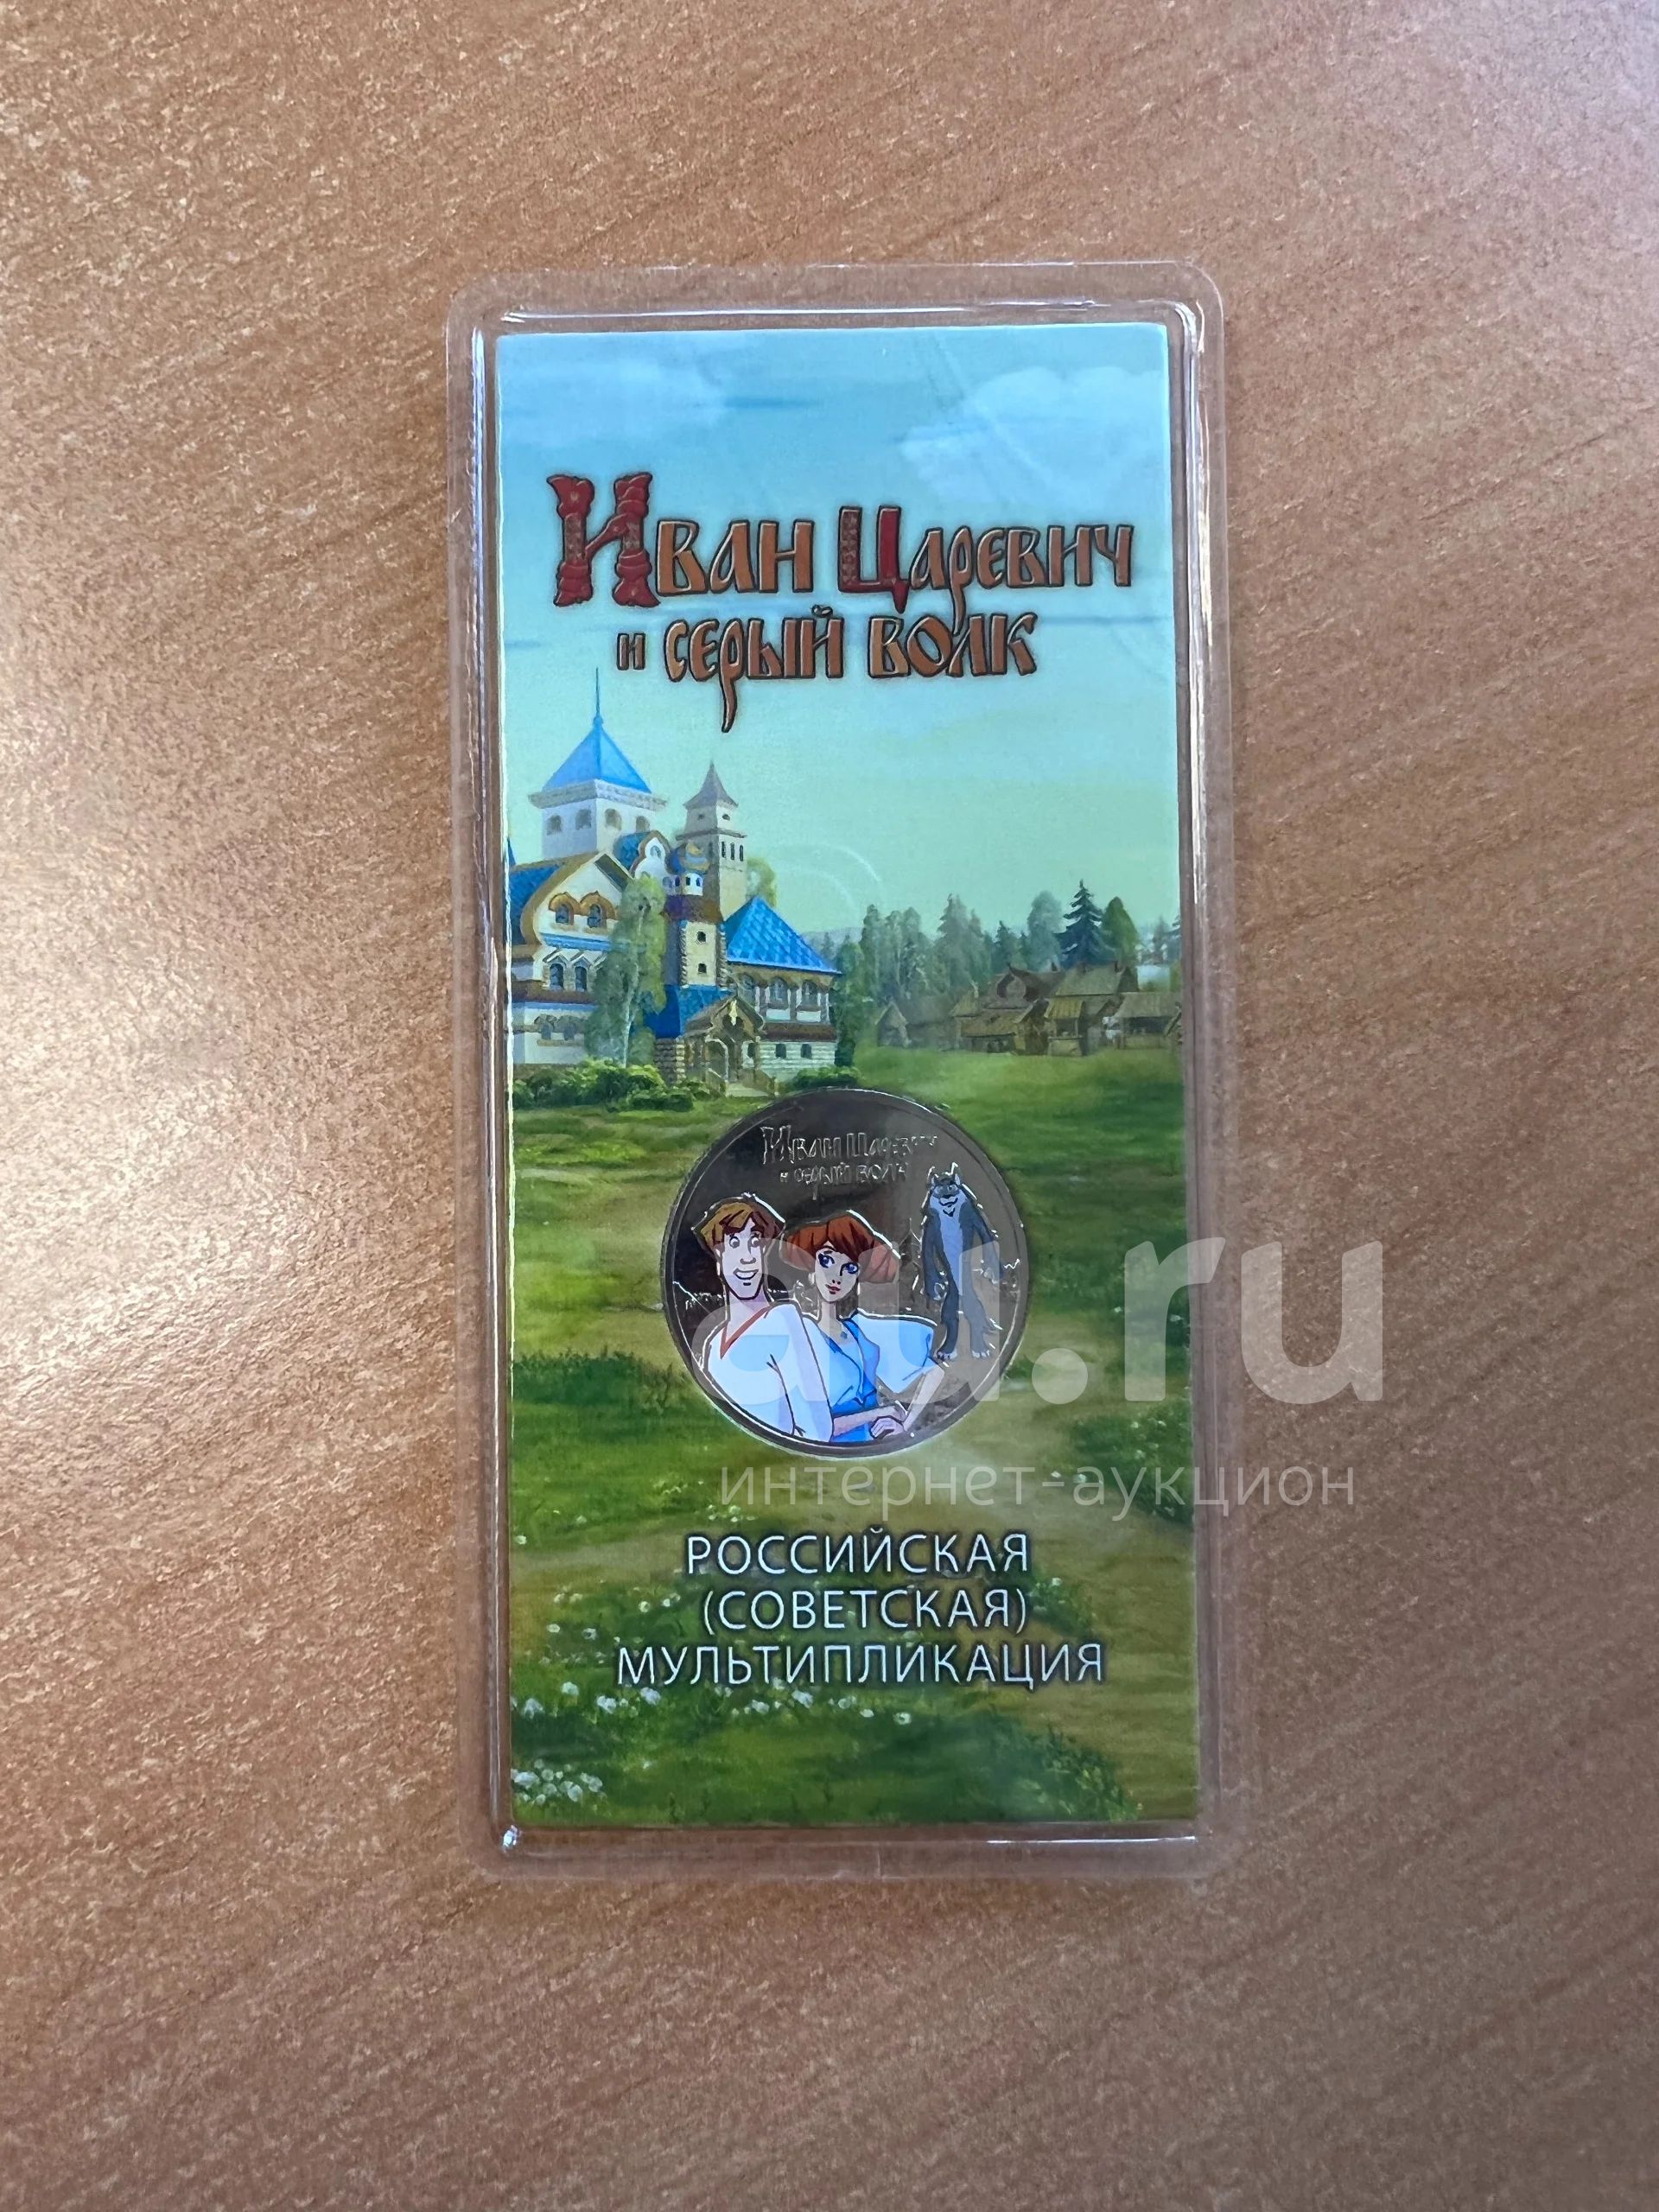 Иван Царевич
и серый волк
Иван Царевич
и серый волк
au.ru
интернет-аукцион
РОССИЙСКАЯ
(СОВЕТСКАЯ)
МУЛЬТИПЛИКАЦИЯ